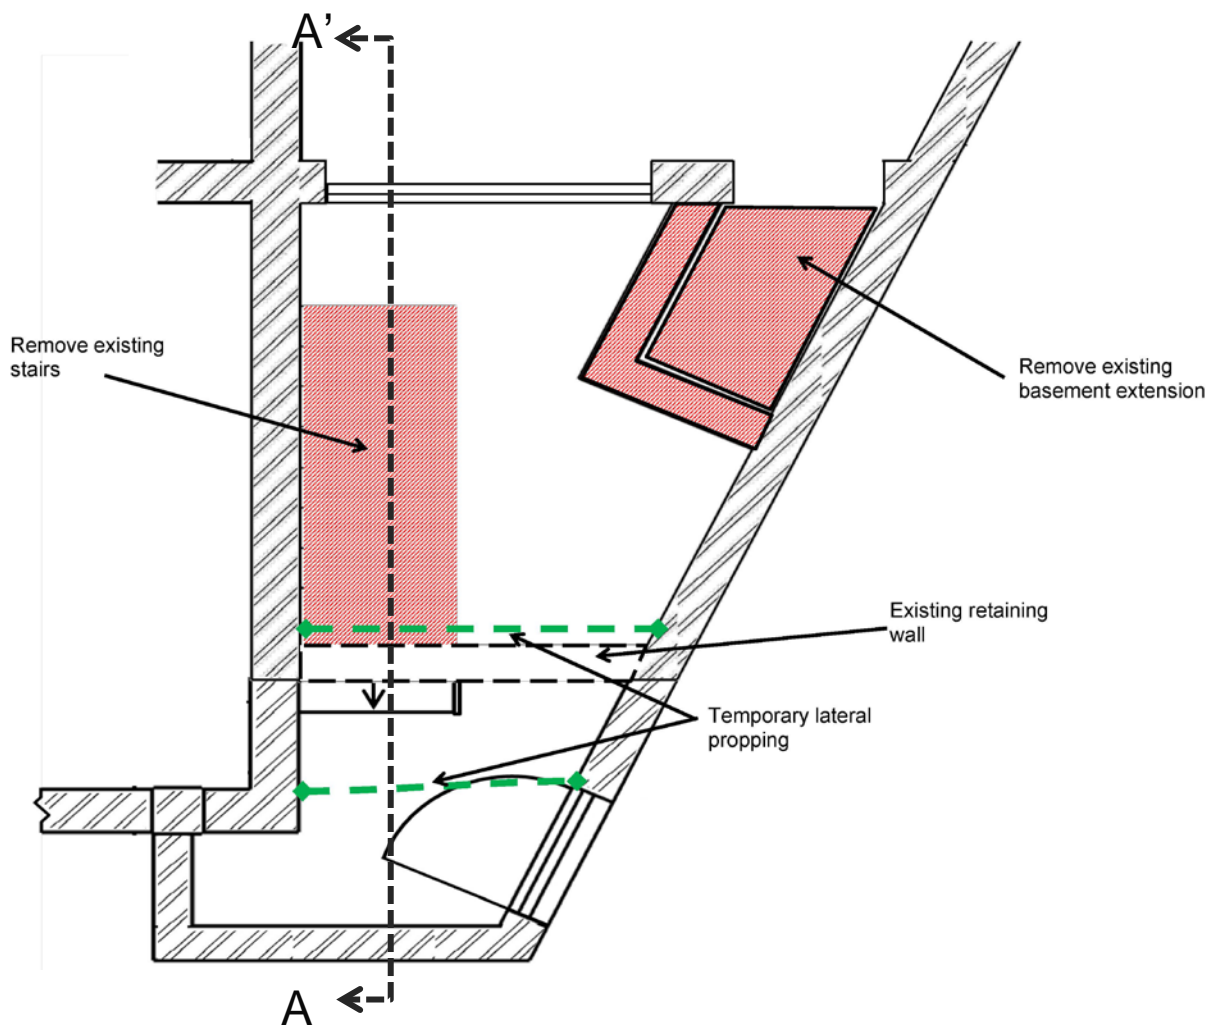 A’
Remove existing
stairs
Remove existing
basement extension
Existing retaining
wall
Temporary lateral
propping
A